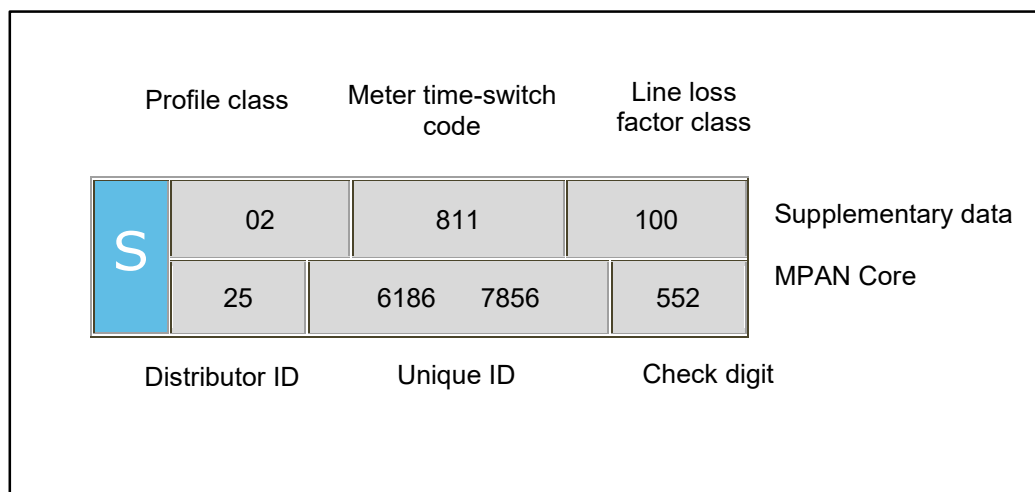 Profile class
Meter time-switch
code
Line loss
factor class
S
02
811
100
Supplementary data
25
6186 7856
552
MPAN Core
Distributor ID
Unique ID
Check digit